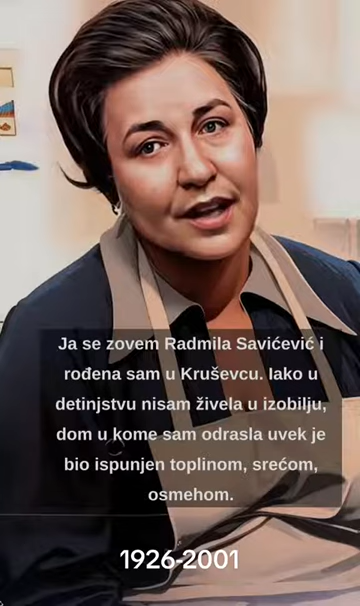 Ja se zovem Radmila Savićević i
rođena sam u Kruševcu. Iako u
detinjstvu nisam živela u izobilju,
dom u kome sam odrasla uvek je
bio ispunjen toplinom, srećom,
osmehom.
1926-2001